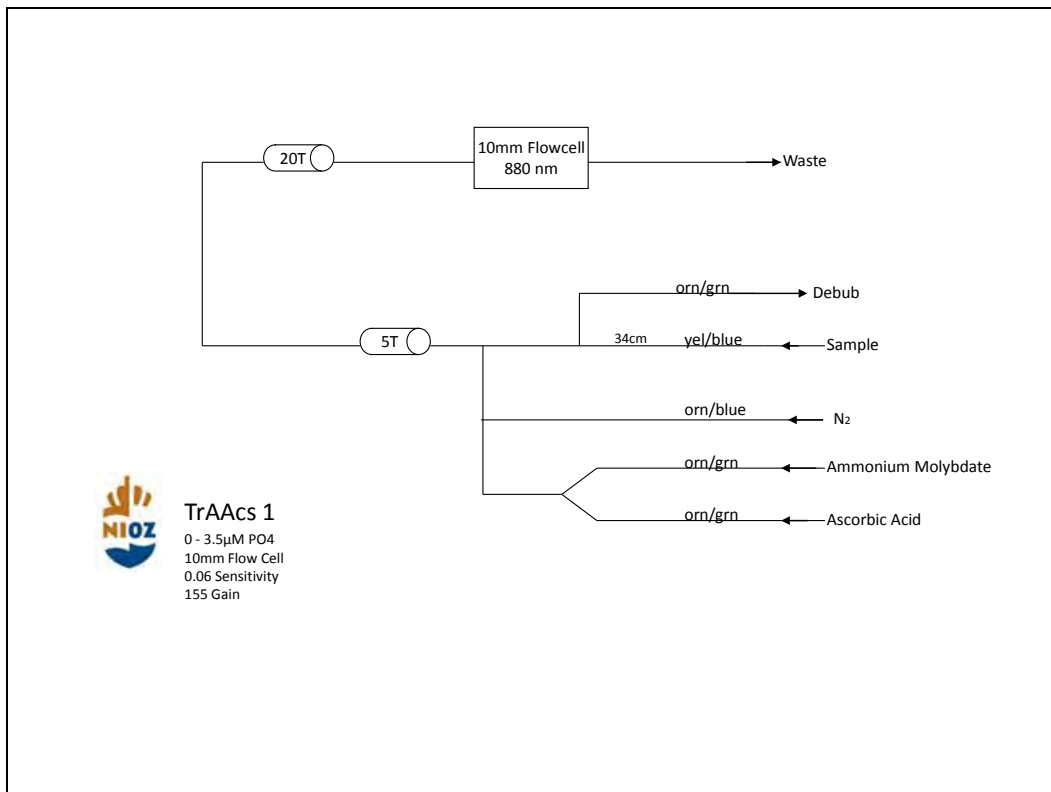 20T
10mm Flowcell
880 nm
Waste
orn/grn
Debub
5T
34cm
yel/blue
Sample
orn/blue
N₂
orn/grn
Ammonium Molybdate
orn/grn
Ascorbic Acid
NIOZ
TrAAcs 1
0 - 3.5µM PO4
10mm Flow Cell
0.06 Sensitivity
155 Gain